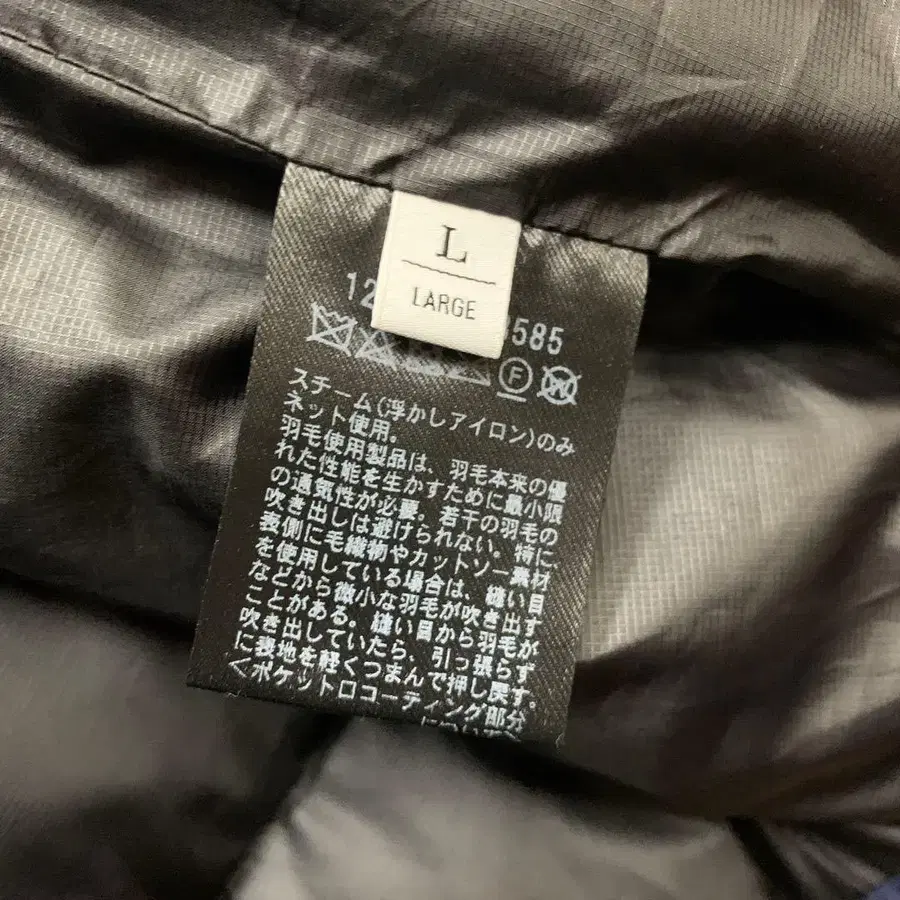 L
LARGE
12
585
F
W
スチーム(浮かしアイロン)のみ
ネット使用。
羽毛使用製品は、羽毛本来の優
れた性能を生かすために最小限
の通気性が必要。若干の羽毛の
吹き出しは避けられない。特に
表側に毛織物やカットソー素材
を使用している場合は、縫い目
などから微小な羽毛が吹き出す
ことがある。縫い目から羽毛が
吹き出していたら、引っ張らず
に表地を軽くつまんで押し戻す。
<ポケット口コーティング部分